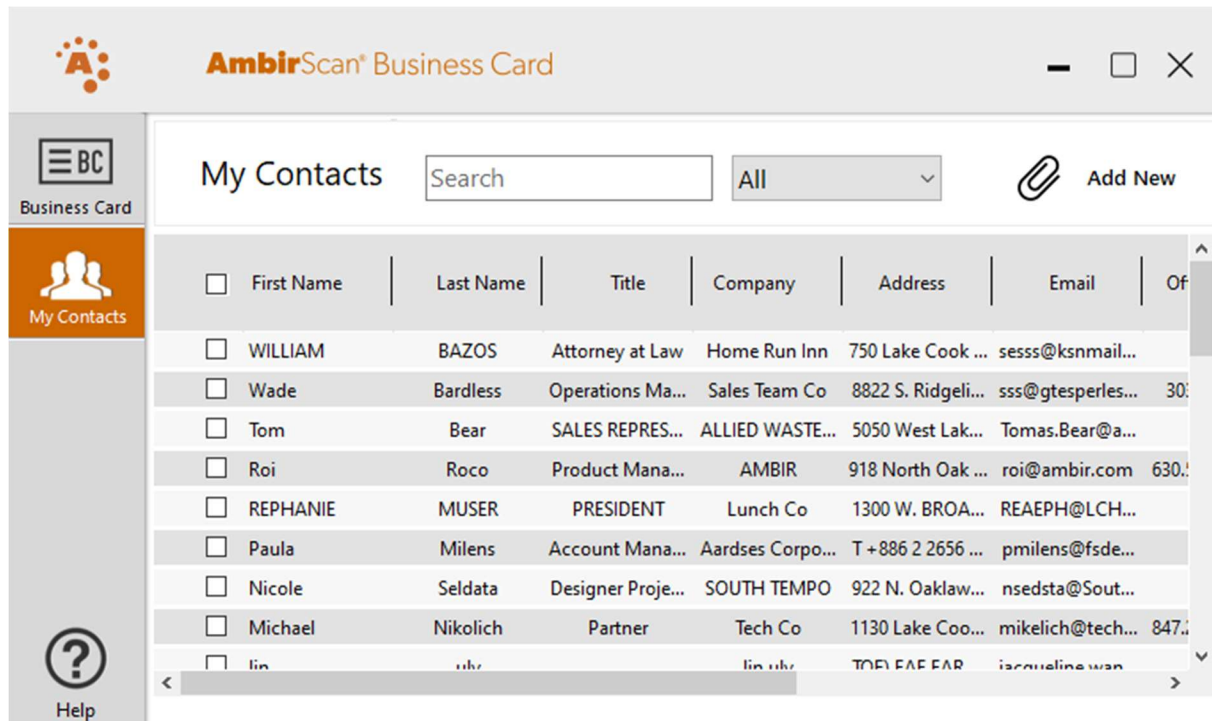 A
AmbirScan® Business Card
BC
Business Card
My Contacts
Help
My Contacts Search All Add New
First Name Last Name Title Company Address Email Of
WILLIAM BAZOS Attorney at Law Home Run Inn 750 Lake Cook ... sesss@ksnmail...
Wade Bardless Operations Ma... Sales Team Co 8822 S. Ridgeli... sss@gtesperles... 303
Tom Bear SALES REPRES... ALLIED WASTE... 5050 West Lak... Tomas.Bear@a...
Roi Roco Product Mana... AMBIR 918 North Oak ... roi@ambir.com 630.
REPHANIE MUSER PRESIDENT Lunch Co 1300 W. BROA... REAEPH@LCH...
Paula Milens Account Mana... Aardses Corpo... T +886 2 2656 ... pmilens@fsde...
Nicole Seldata Designer Proje... SOUTH TEMPO 922 N. Oaklaw... nsedsta@Sout...
Michael Nikolich Partner Tech Co 1130 Lake Coo... mikelich@tech... 847.